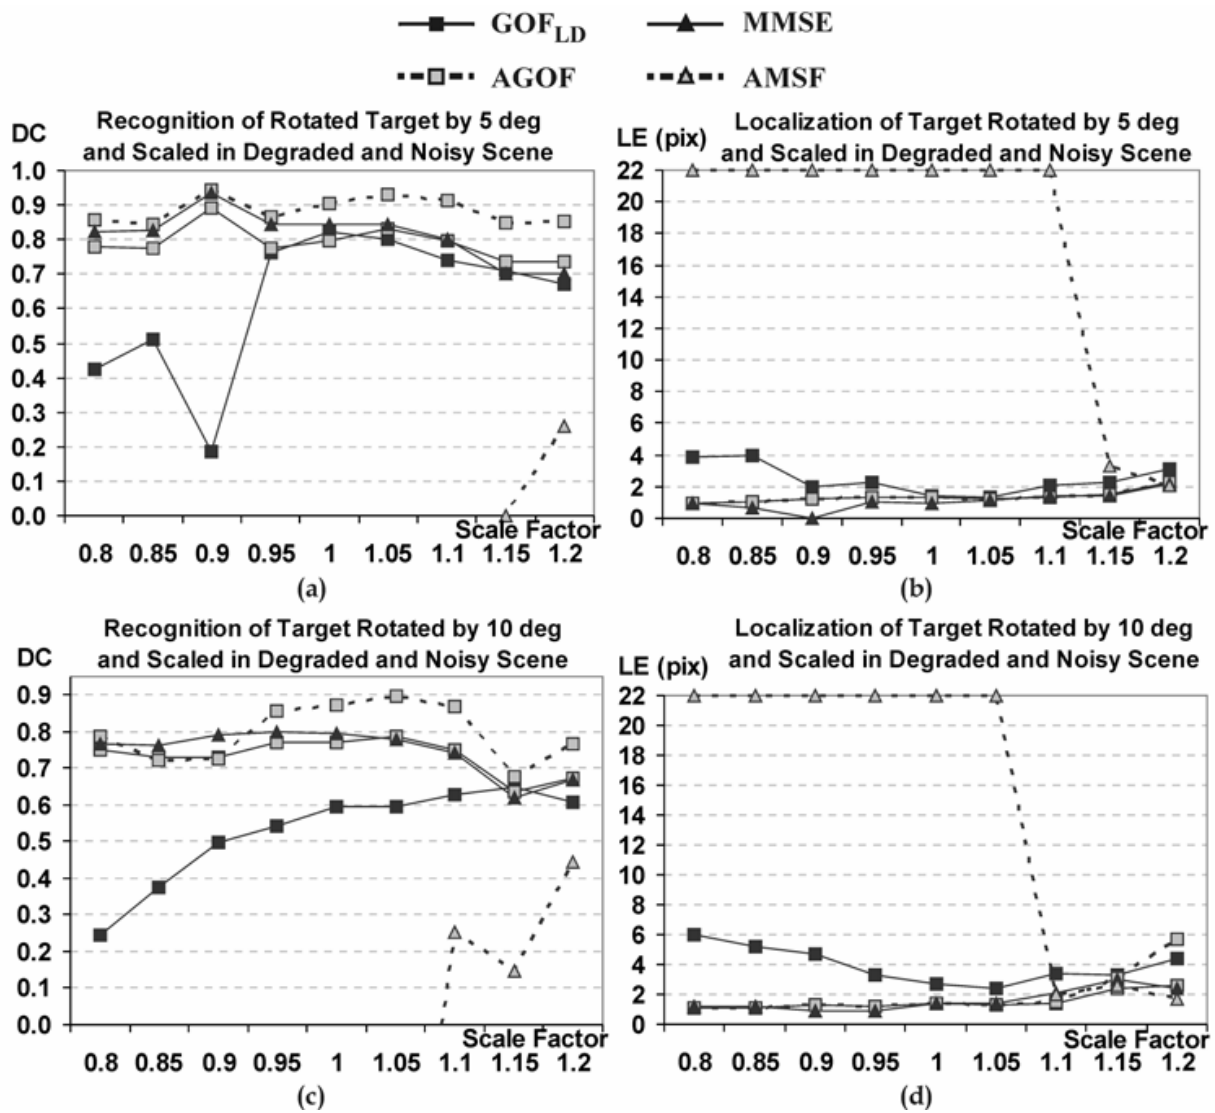 GOF_LD MMSE
AGOF AMSF
DC Recognition of Rotated Target by 5 deg
and Scaled in Degraded and Noisy Scene
1.0
0.9
0.8
0.7
0.6
0.5
0.4
0.3
0.2
0.1
0.0
Scale Factor
0.8 0.85 0.9 0.95 1 1.05 1.1 1.15 1.2
(a)
LE (pix) Localization of Target Rotated by 5 deg
and Scaled in Degraded and Noisy Scene
22
20
18
16
14
12
10
8
6
4
2
0
Scale Factor
0.8 0.85 0.9 0.95 1 1.05 1.1 1.15 1.2
(b)
DC Recognition of Target Rotated by 10 deg
and Scaled in Degraded and Noisy Scene
0.9
0.8
0.7
0.6
0.5
0.4
0.3
0.2
0.1
0.0
Scale Factor
0.8 0.85 0.9 0.95 1 1.05 1.1 1.15 1.2
(c)
LE (pix) Localization of Target Rotated by 10 deg
and Scaled in Degraded and Noisy Scene
22
20
18
16
14
12
10
8
6
4
2
0
Scale Factor
0.8 0.85 0.9 0.95 1 1.05 1.1 1.15 1.2
(d)